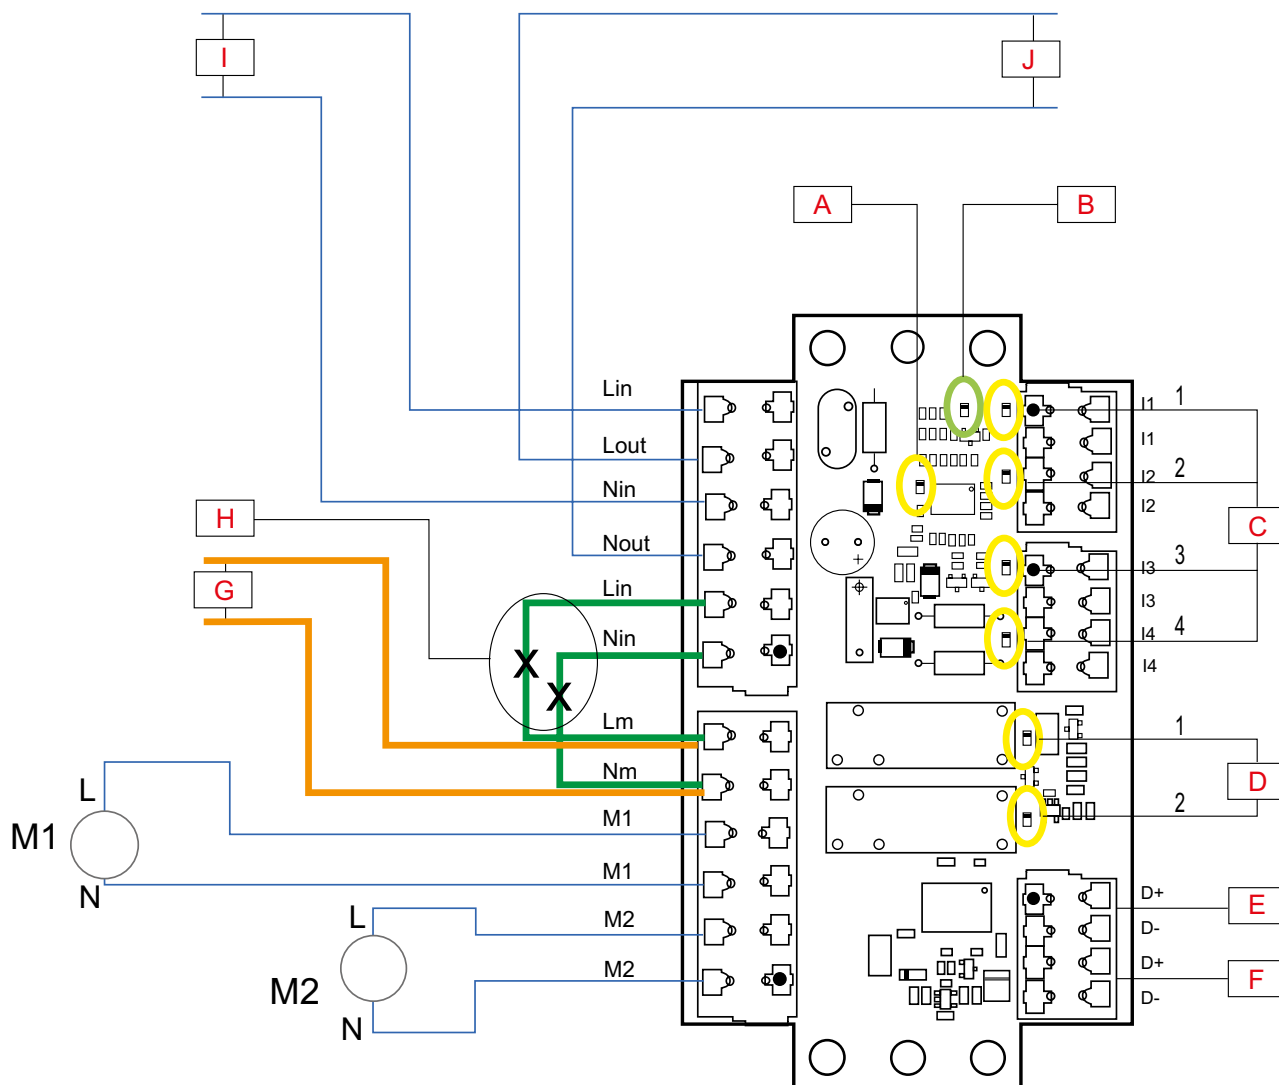 I
J
A
B
Lin
I1 1
Lout
I1
I2 2
Nin
I2
H
C
Nout
3
I3
G
Lin
I3
Nin
I4 4
I4
X
X
Lm
1
Nm
D
L
2
M1
M1
N
M1
D+
E
L
M2
D-
M2
M2
D+
F
D-
N
+